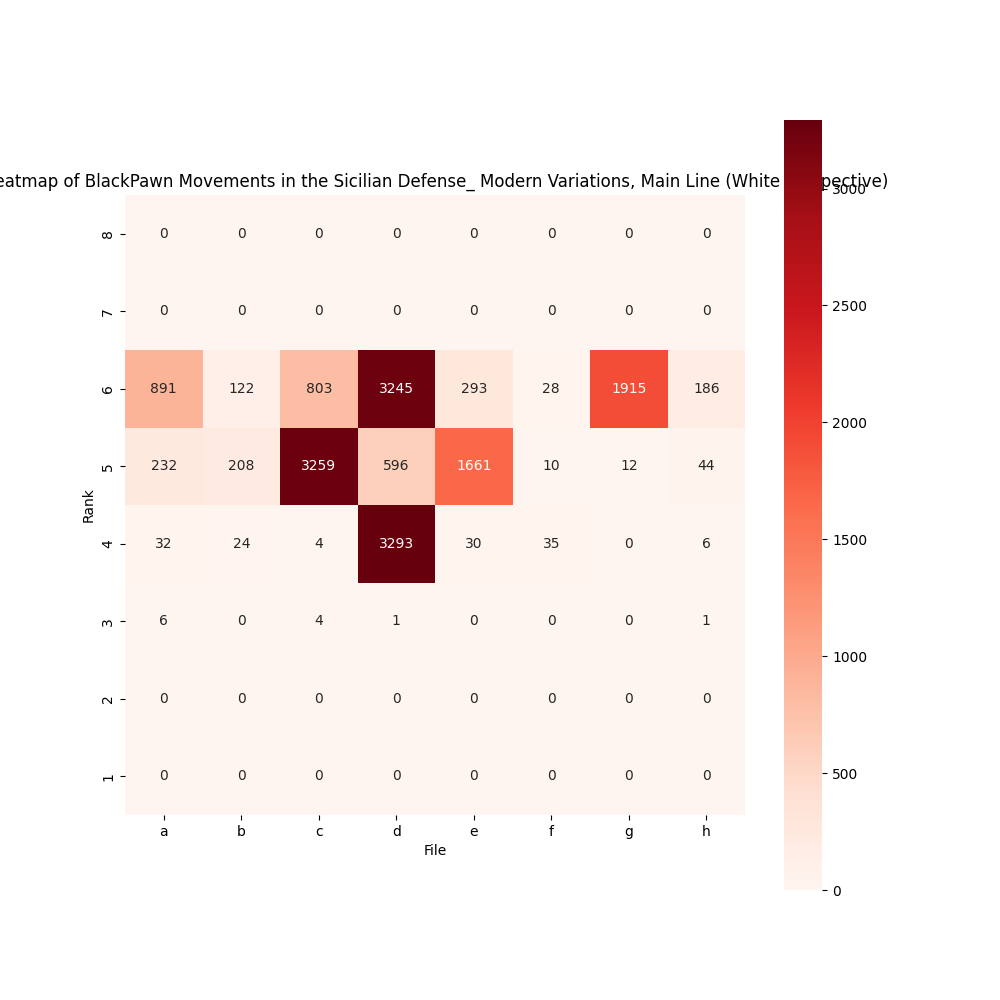 eatmap of BlackPawn Movements in the Sicilian Defense_ Modern Variations, Main Line (White pective)
3000
2500
2000
1500
1000
500
0
Rank
8 0 0 0 0 0 0 0 0
7 0 0 0 0 0 0 0 0
6 891 122 803 3245 293 28 1915 186
5 232 208 3259 596 1661 10 12 44
4 32 24 4 3293 30 35 0 6
3 6 0 4 1 0 0 0 1
2 0 0 0 0 0 0 0 0
1 0 0 0 0 0 0 0 0
a b c d e f g h
File